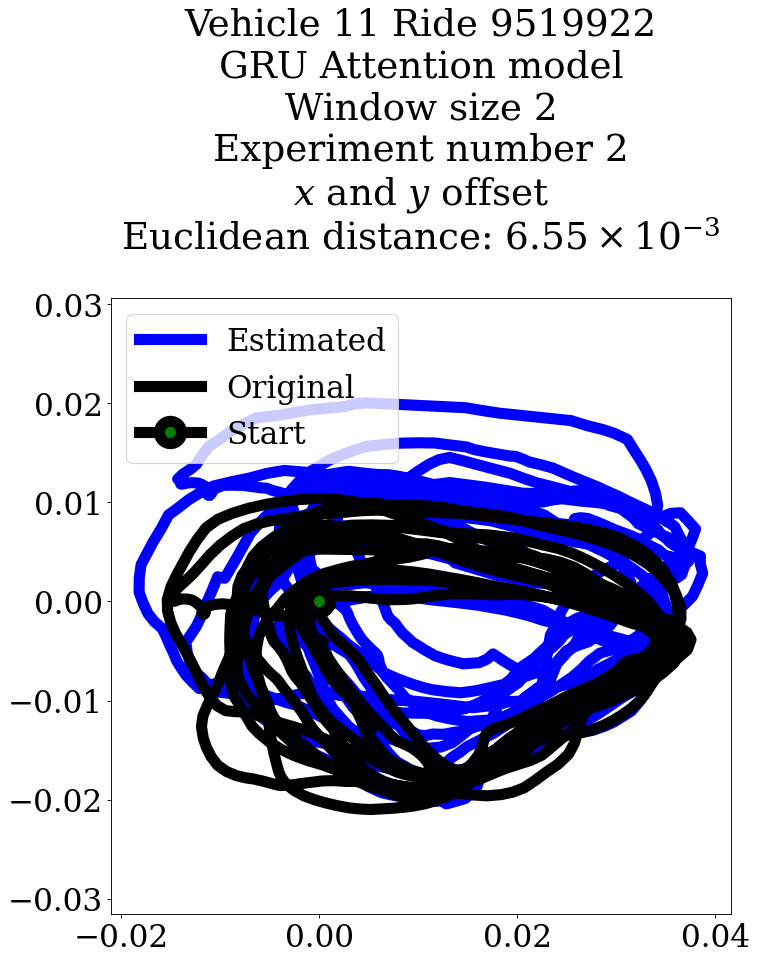 Vehicle 11 Ride 9519922
GRU Attention model
Window size 2
Experiment number 2
x and y offset
Euclidean distance: 6.55 × 10⁻³
0.03
0.02
0.01
0.00
−0.01
−0.02
−0.03
Estimated
Original
Start
−0.02 0.00 0.02 0.04